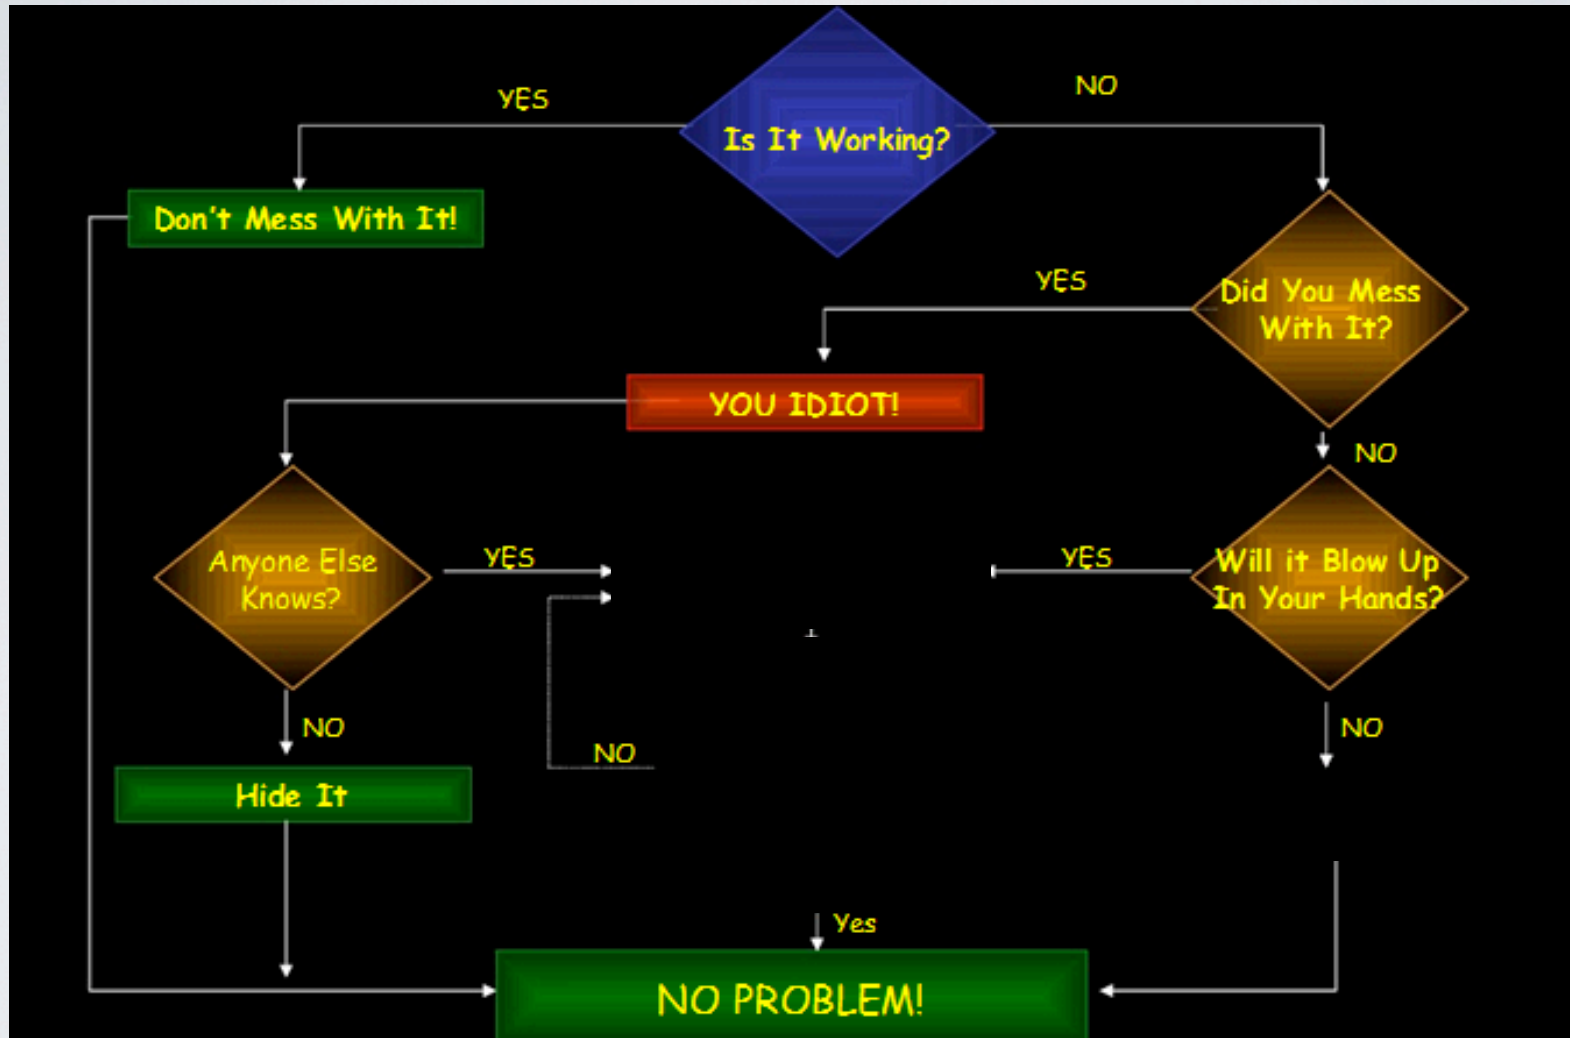 YES
NO
Is It Working?
Don't Mess With It!
YES
Did You Mess
With It?
YOU IDIOT!
NO
Anyone Else
Knows?
YES
YES
Will it Blow Up
In Your Hands?
NO
NO
NO
Hide It
Yes
NO PROBLEM!